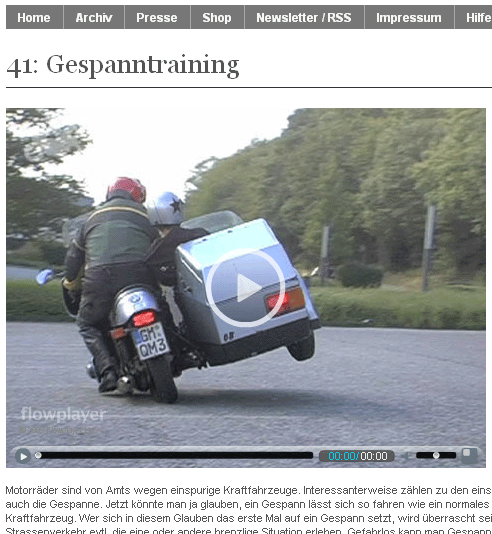 Home Archiv Presse Shop Newsletter / RSS Impressum Hilfe
41: Gespanntraining
GM
QM3
flowplayer
00:00/00:00
Motorräder sind von Amts wegen einspurige Kraftfahrzeuge. Interessanterweise zählen zu den eins
auch die Gespanne. Jetzt könnte man ja glauben, ein Gespann lässt sich so fahren wie ein normales
Kraftfahrzeug. Wer sich in diesem Glauben das erste Mal auf ein Gespann setzt, wird überrascht sei
Strassenverkehr evtl. die eine oder andere brenzlige Situation erleben. Gefahrlos kann man Gespann